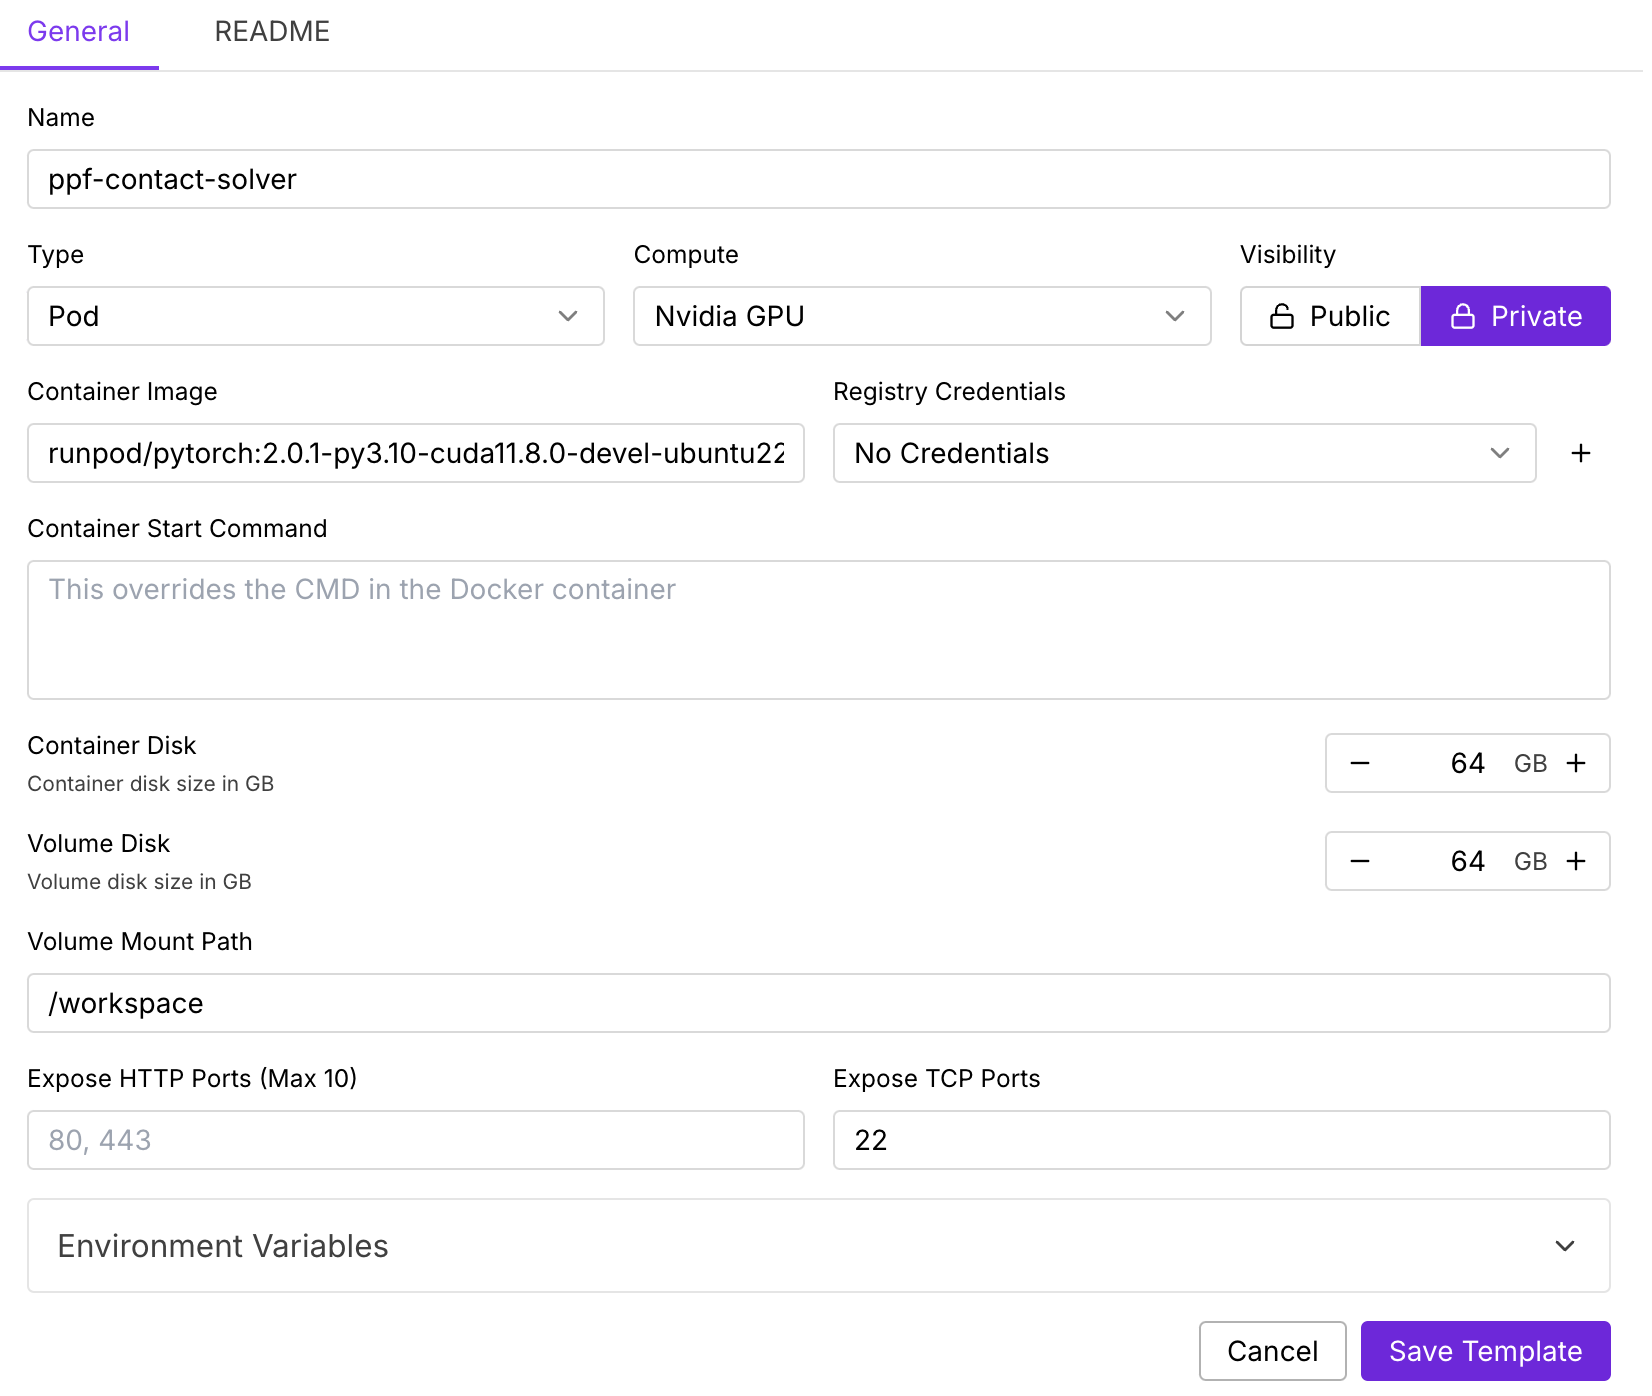 General README
Name
ppf-contact-solver
Type Compute Visibility
Pod Nvidia GPU Public Private
Container Image Registry Credentials
runpod/pytorch:2.0.1-py3.10-cuda11.8.0-devel-ubuntu22 No Credentials
Container Start Command
This overrides the CMD in the Docker container
Container Disk
Container disk size in GB
64 GB
Volume Disk
Volume disk size in GB
64 GB
Volume Mount Path
/workspace
Expose HTTP Ports (Max 10) Expose TCP Ports
80, 443 22
Environment Variables
Cancel Save Template